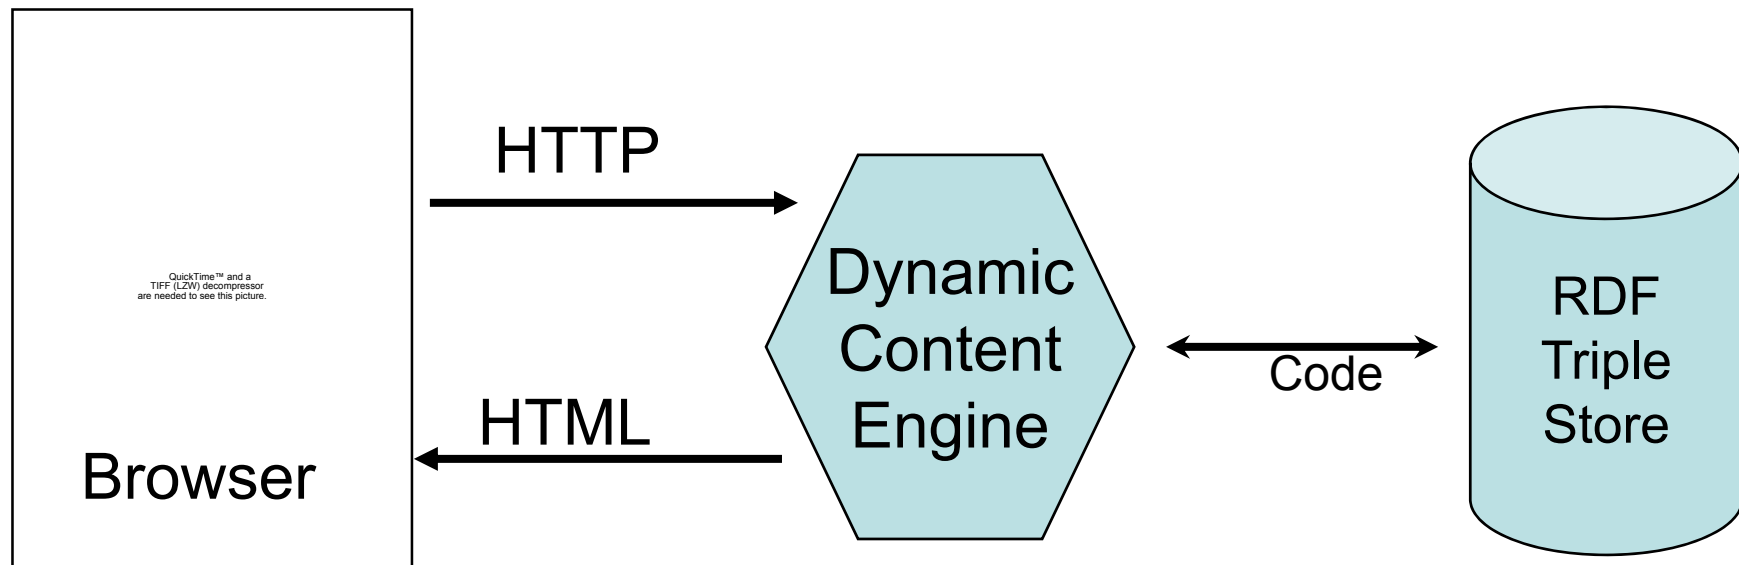 HTTP
QuickTime™ and a
TIFF (LZW) decompressor
are needed to see this picture.
HTML
Browser
Dynamic
Content
Engine
Code
RDF
Triple
Store